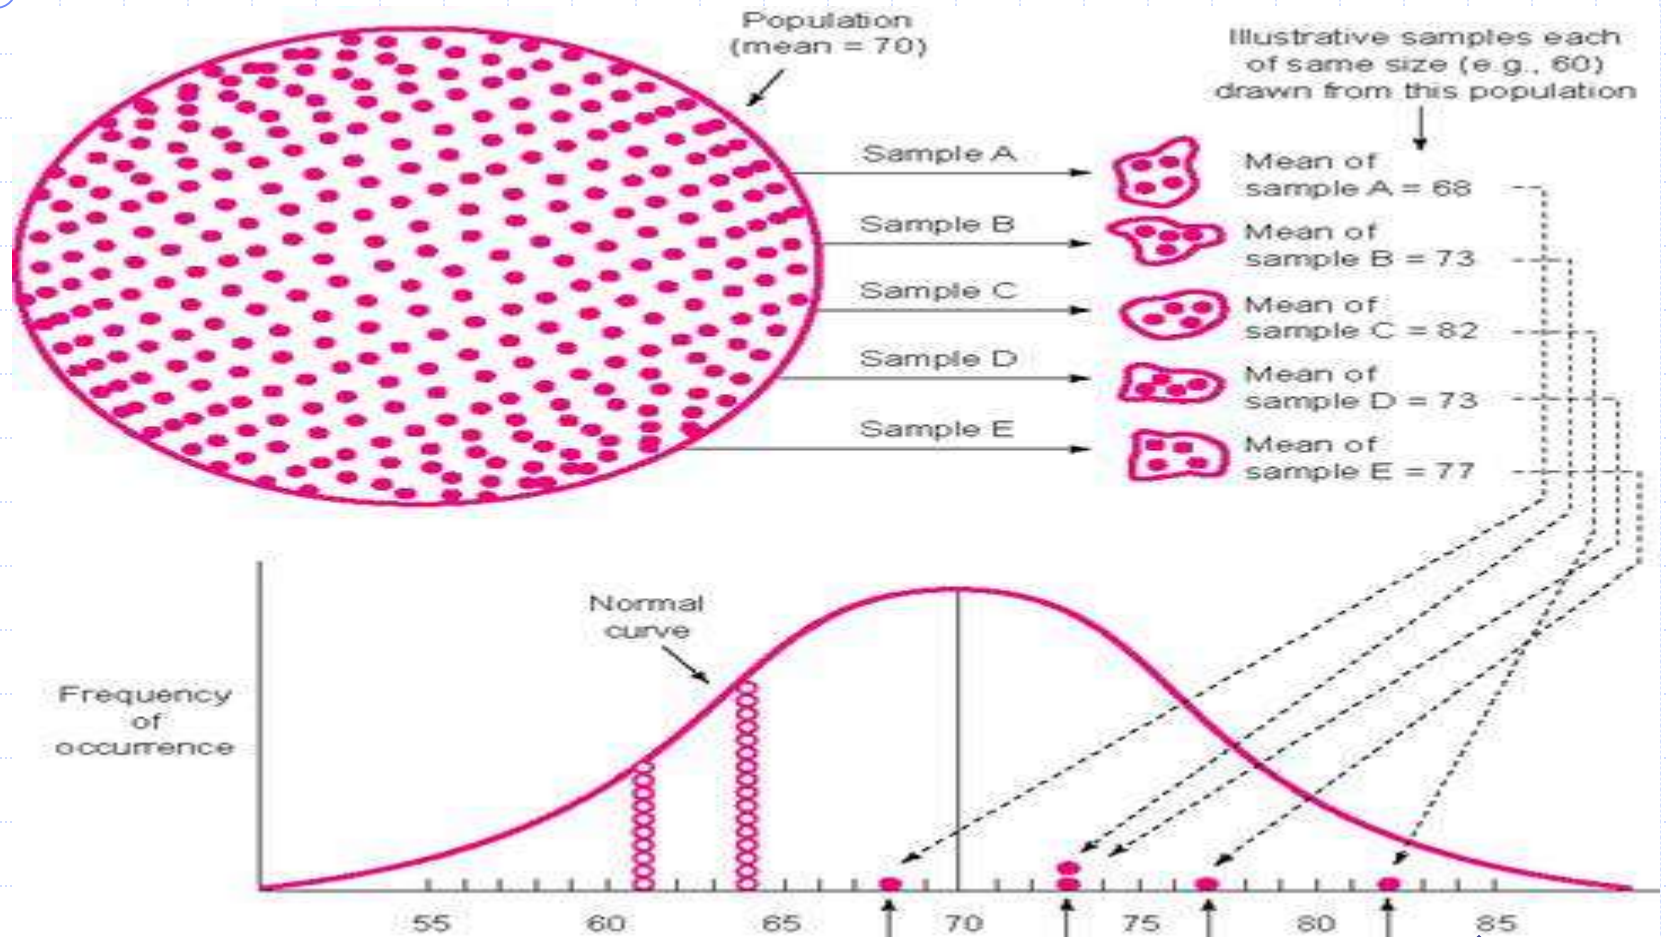 Population
(mean = 70)
Illustrative samples each
of same size (e.g., 60)
drawn from this population
Sample A
Mean of
sample A = 68
Sample B
Mean of
sample B = 73
Sample C
Mean of
sample C = 82
Sample D
Mean of
sample D = 73
Sample E
Mean of
sample E = 77
Normal
curve
Frequency
of
occurrence
55 60 65 70 75 80 85